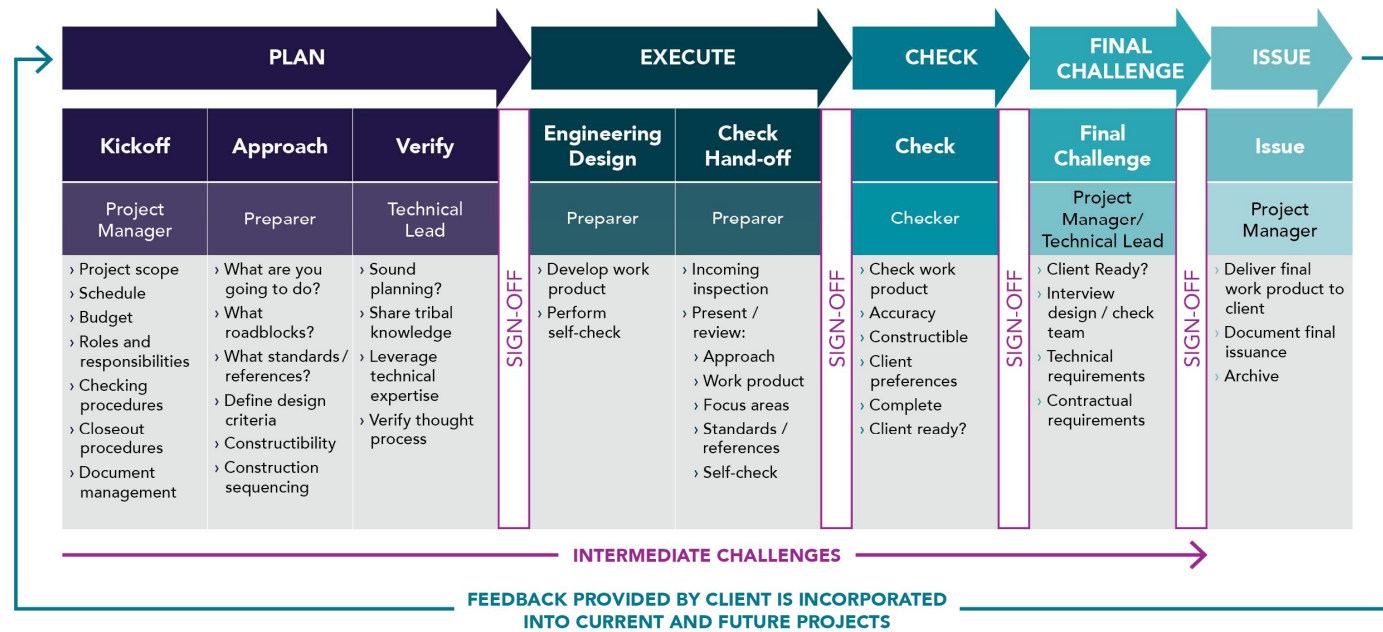 PLAN
EXECUTE
CHECK
FINAL
CHALLENGE
ISSUE
Kickoff
Project
Manager
› Project scope
› Schedule
› Budget
› Roles and
responsibilities
› Checking
procedures
› Closeout
procedures
› Document
management
Approach
Preparer
› What are you
going to do?
› What
roadblocks?
› What standards /
references?
› Define design
criteria
› Constructibility
› Construction
sequencing
Verify
Technical
Lead
› Sound
planning?
› Share tribal
knowledge
› Leverage
technical
expertise
› Verify thought
process
SIGN-OFF
Engineering
Design
Preparer
› Develop work
product
› Perform
self-check
Check
Hand-off
Preparer
› Incoming
inspection
› Present /
review:
› Approach
› Work product
› Focus areas
› Standards /
references
› Self-check
SIGN-OFF
Check
Checker
› Check work
product
› Accuracy
› Constructible
› Client
preferences
› Complete
› Client ready?
SIGN-OFF
Final
Challenge
Project
Manager/
Technical Lead
› Client Ready?
› Interview
design / check
team
› Technical
requirements
› Contractual
requirements
SIGN-OFF
Issue
Project
Manager
› Deliver final
work product to
client
› Document final
issuance
› Archive
INTERMEDIATE CHALLENGES
FEEDBACK PROVIDED BY CLIENT IS INCORPORATED
INTO CURRENT AND FUTURE PROJECTS